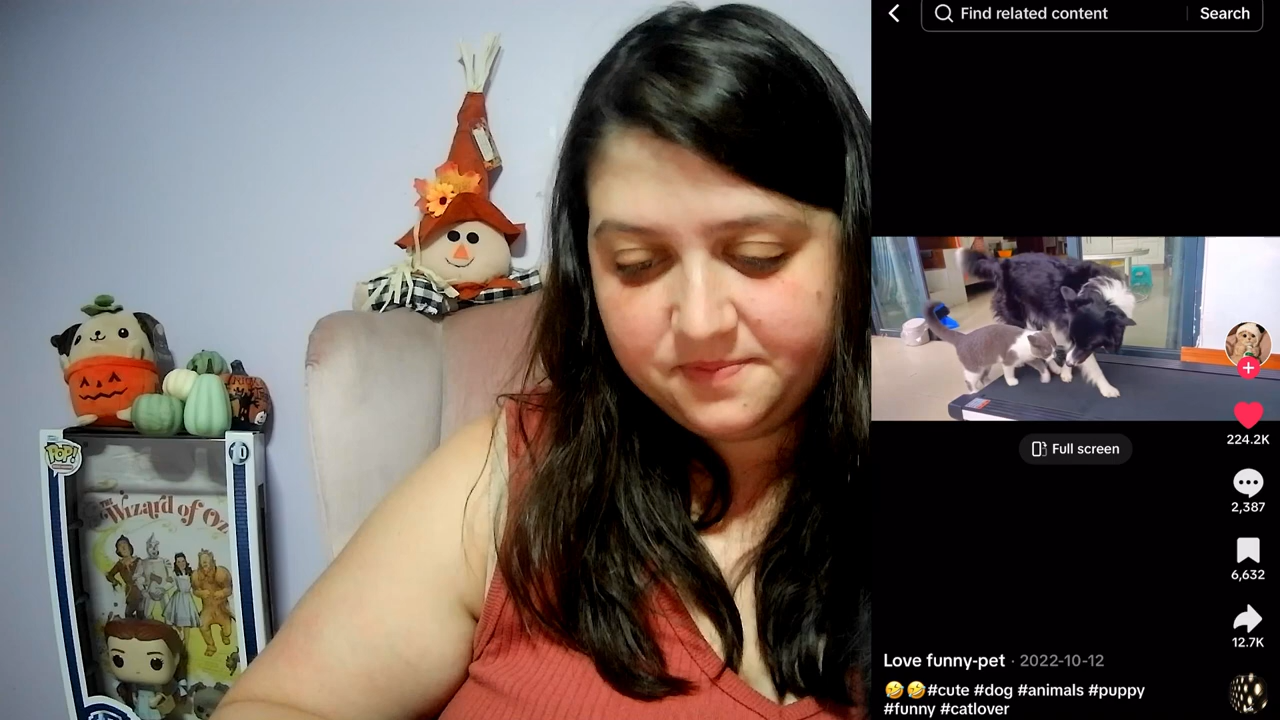 Find related content
Search
POP!
10
THE
Wizard of Oz
Full screen
224.2K
2,387
6,632
12.7K
Love funny-pet · 2022-10-12
🤣🤣#cute #dog #animals #puppy
#funny #catlover